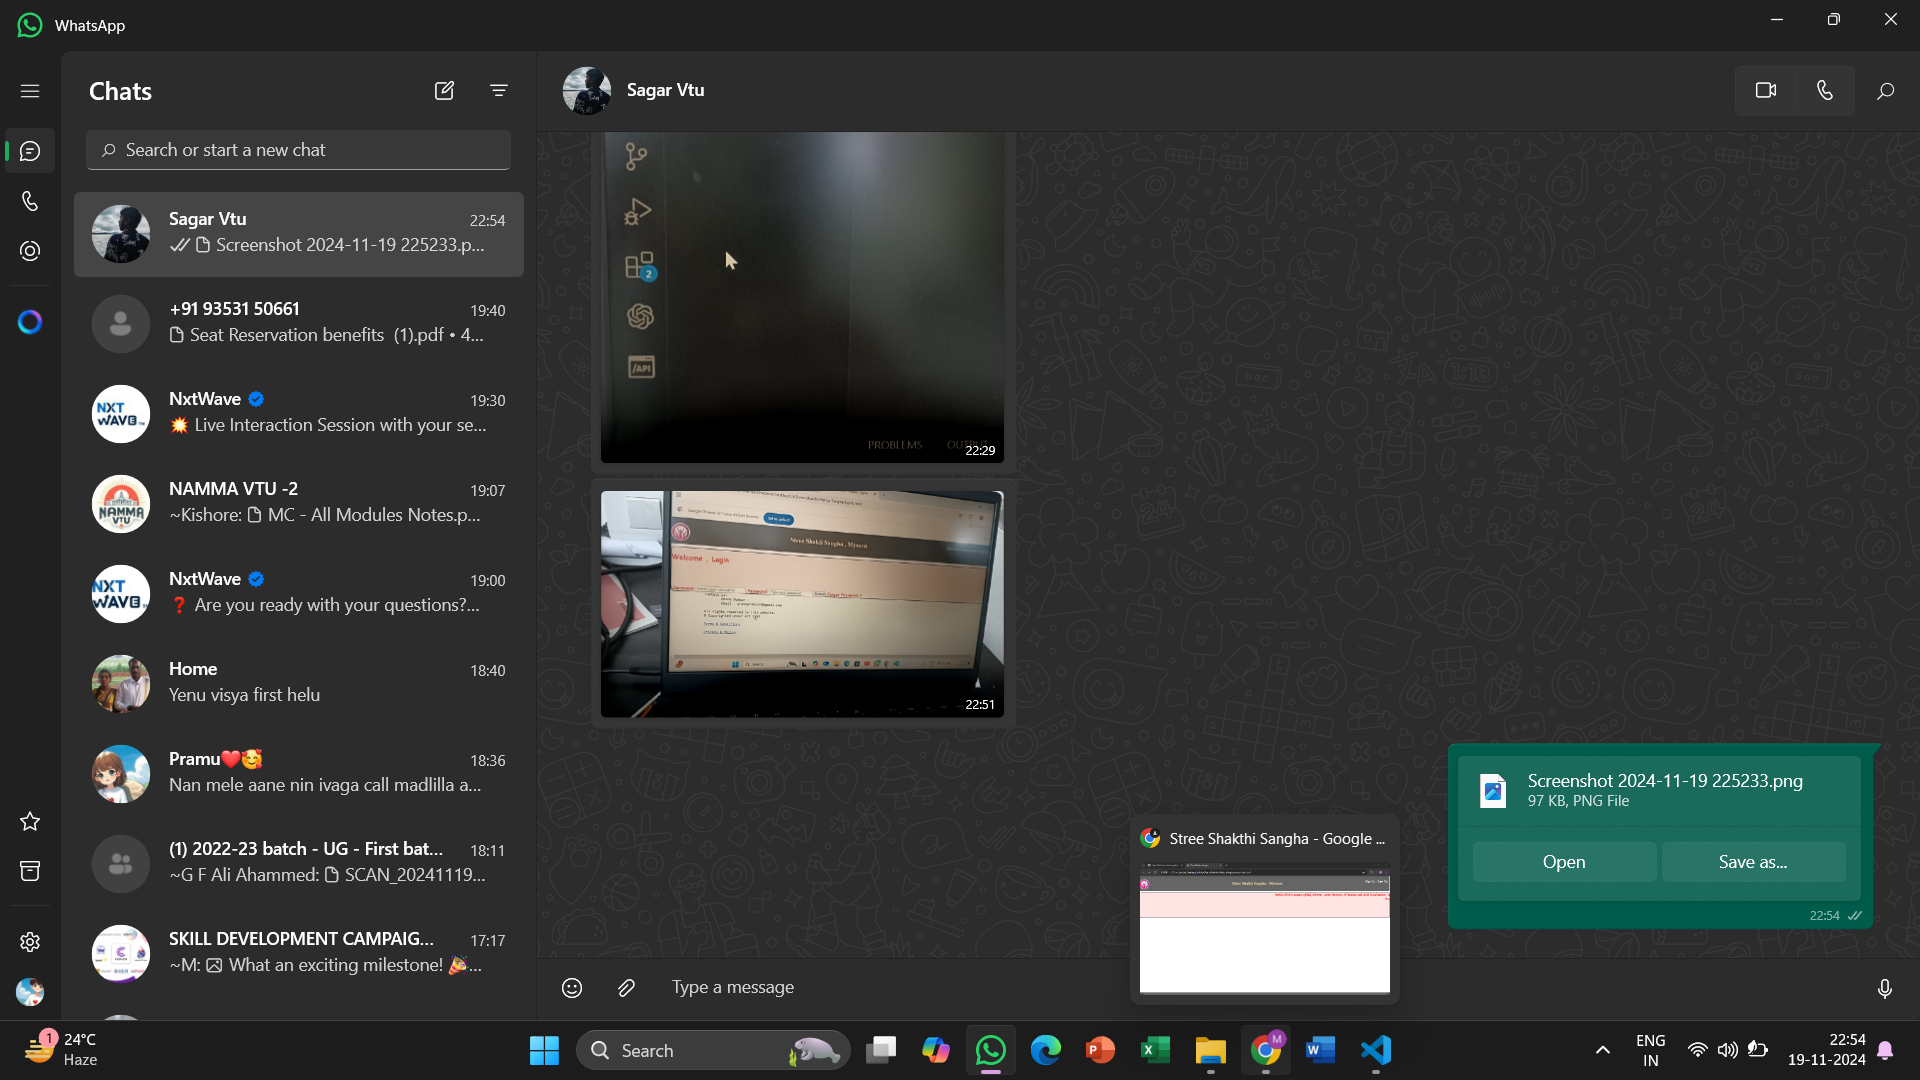 WhatsApp
Chats
Search or start a new chat
Sagar Vtu
22:54
Screenshot 2024-11-19 225233.p...
+91 93531 50661
19:40
Seat Reservation benefits (1).pdf • 4...
NxtWave
19:30
💥 Live Interaction Session with your se...
NAMMA VTU -2
19:07
~Kishore: MC - All Modules Notes.p...
NxtWave
19:00
❓ Are you ready with your questions?...
Home
18:40
Yenu visya first helu
Pramu❤️🥰
18:36
Nan mele aane nin ivaga call madlilla a...
(1) 2022-23 batch - UG - First bat...
18:11
~G F Ali Ahammed: SCAN_20241119...
SKILL DEVELOPMENT CAMPAIG...
17:17
~M: What an exciting milestone! 🎉...
Sagar Vtu
2
/API
PROBLEMS
22:29
Stree Shakti Sangha , Mysuru
Welcome , Login
22:51
Screenshot 2024-11-19 225233.png
97 KB, PNG File
Open
Save as...
22:54
Stree Shakthi Sangha - Google ...
Type a message
1
24°C
Haze
Search
M
ENG
IN
22:54
19-11-2024